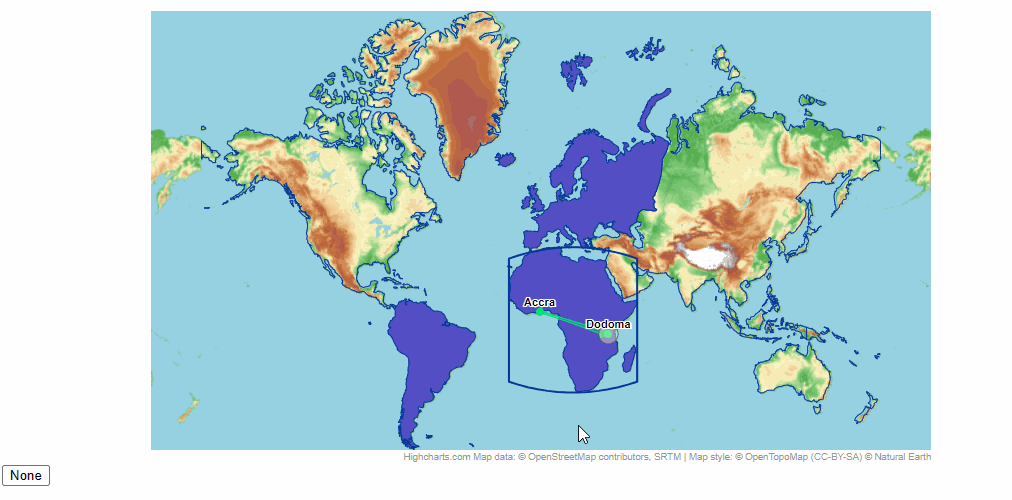 Accra
Dodoma
Highcharts.com Map data: © OpenStreetMap contributors, SRTM | Map style: © OpenTopoMap (CC-BY-SA) © Natural Earth
None